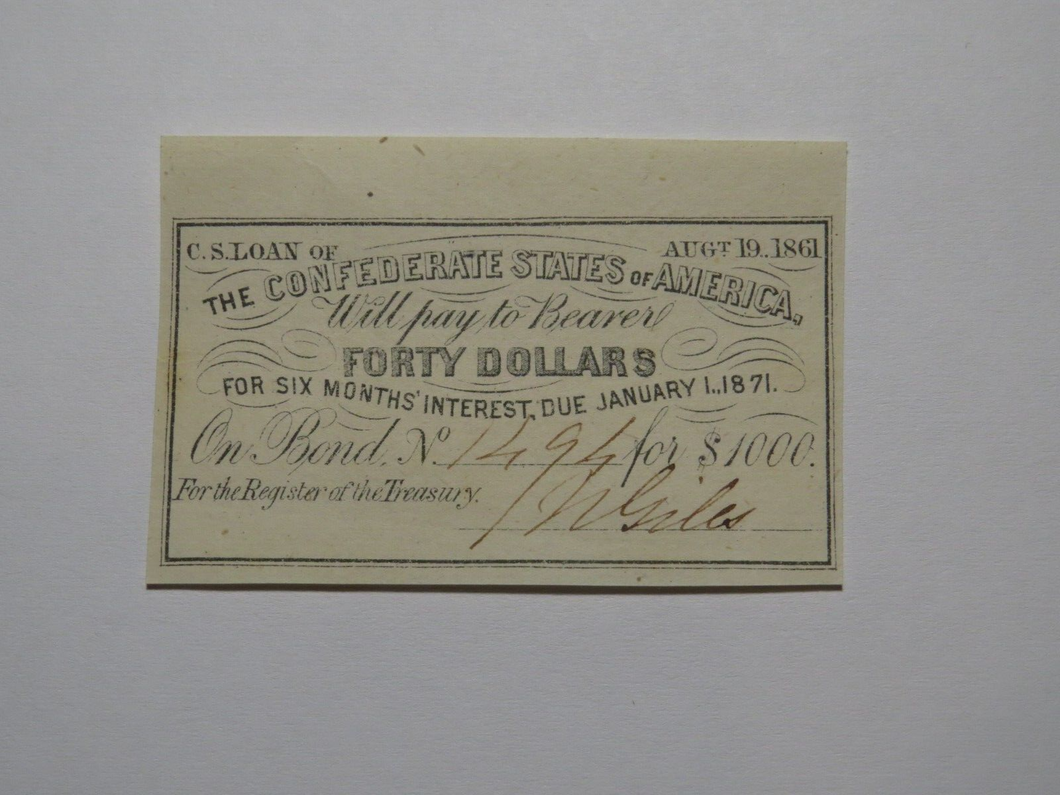 C.S. LOAN OF AUGT 19.. 1861
THE CONFEDERATE STATES OF AMERICA,
Will pay to Bearer
FORTY DOLLARS
FOR SIX MONTHS' INTEREST, DUE JANUARY 1.. 1871.
On Bond, No. 1494 for $1000.
For the Register of the Treasury.
Giles